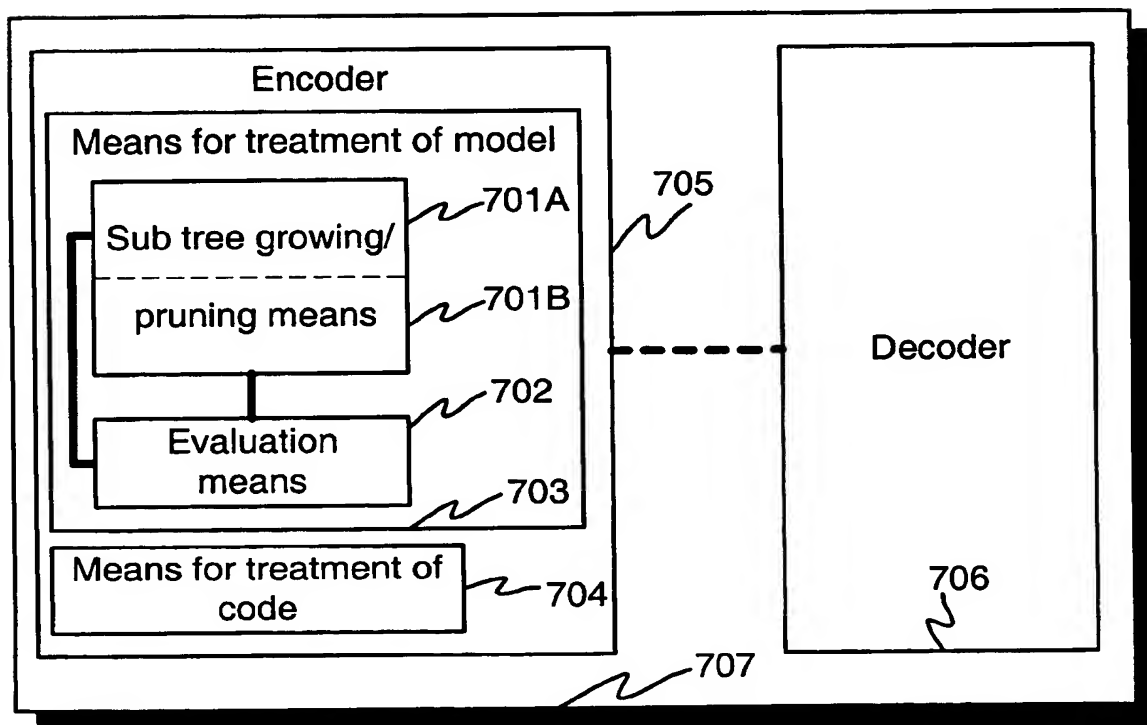 Encoder
Means for treatment of model
701A
Sub tree growing/
701B
pruning means
702
Evaluation
means
703
Means for treatment of
code
704
705
Decoder
706
707